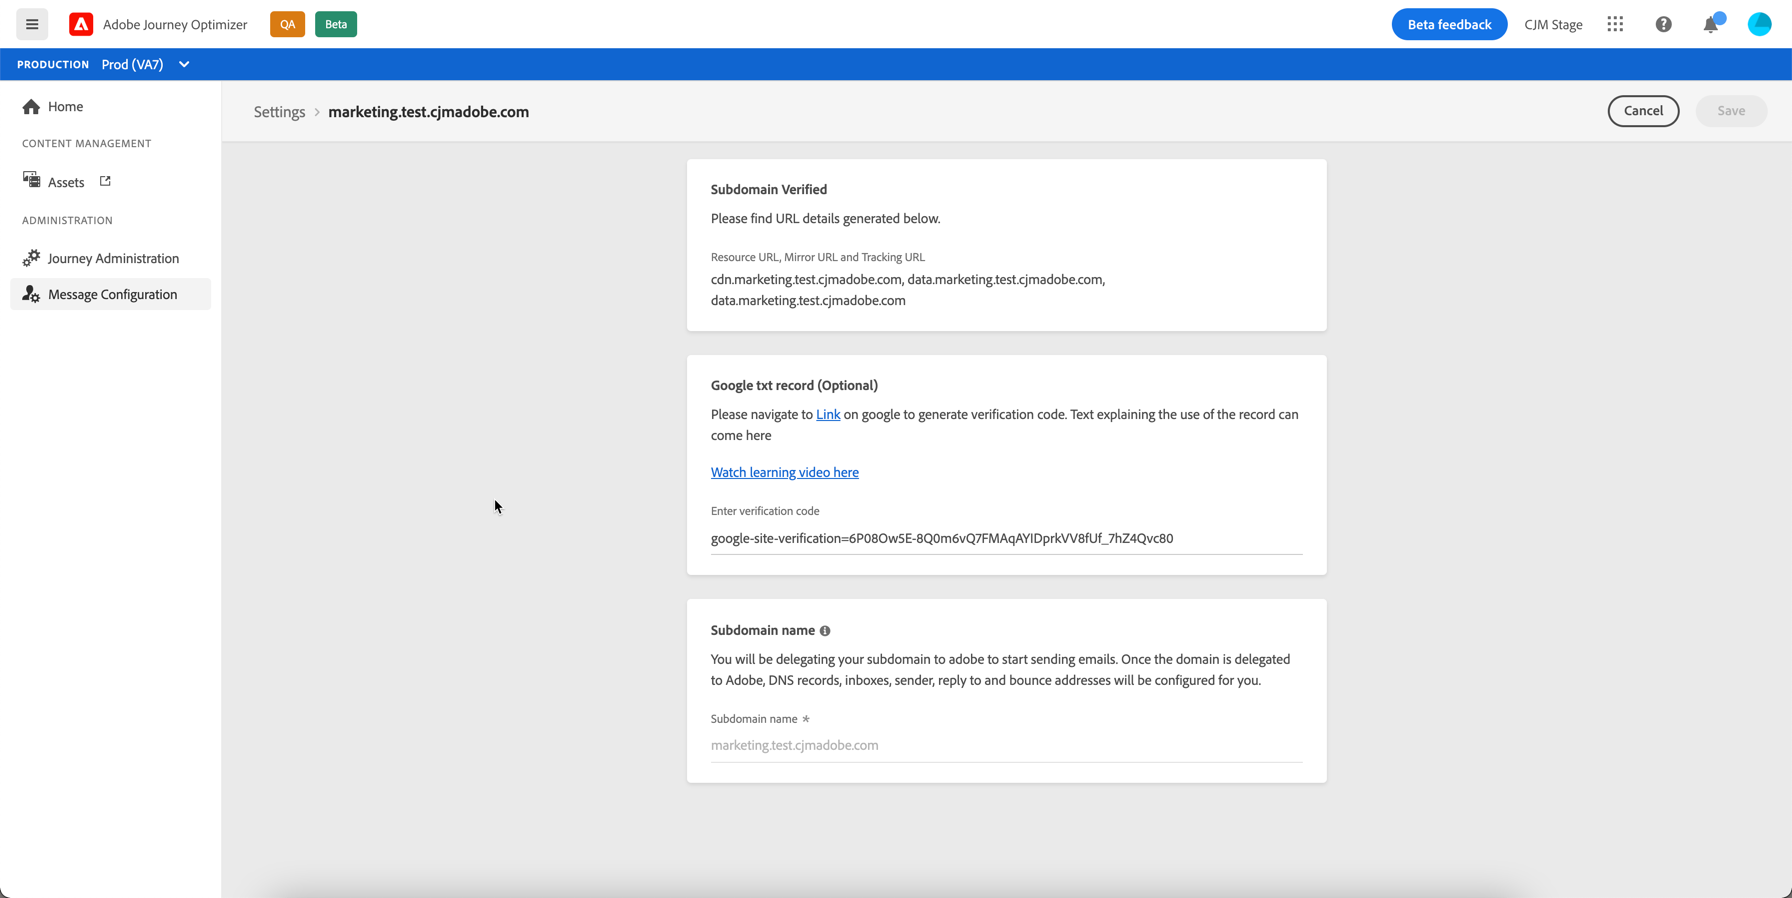 Adobe Journey Optimizer QA Beta Beta feedback CJM Stage
PRODUCTION Prod (VA7)
Home
CONTENT MANAGEMENT
Assets
ADMINISTRATION
Journey Administration
Message Configuration
Settings > marketing.test.cjmadobe.com Cancel Save
Subdomain Verified
Please find URL details generated below.
Resource URL, Mirror URL and Tracking URL
cdn.marketing.test.cjmadobe.com, data.marketing.test.cjmadobe.com,
data.marketing.test.cjmadobe.com
Google txt record (Optional)
Please navigate to Link on google to generate verification code. Text explaining the use of the record can
come here
Watch learning video here
Enter verification code
google-site-verification=6P08Ow5E-8Q0m6vQ7FMAqAYIDprkVV8fUf_7hZ4Qvc80
Subdomain name
You will be delegating your subdomain to adobe to start sending emails. Once the domain is delegated
to Adobe, DNS records, inboxes, sender, reply to and bounce addresses will be configured for you.
Subdomain name *
marketing.test.cjmadobe.com